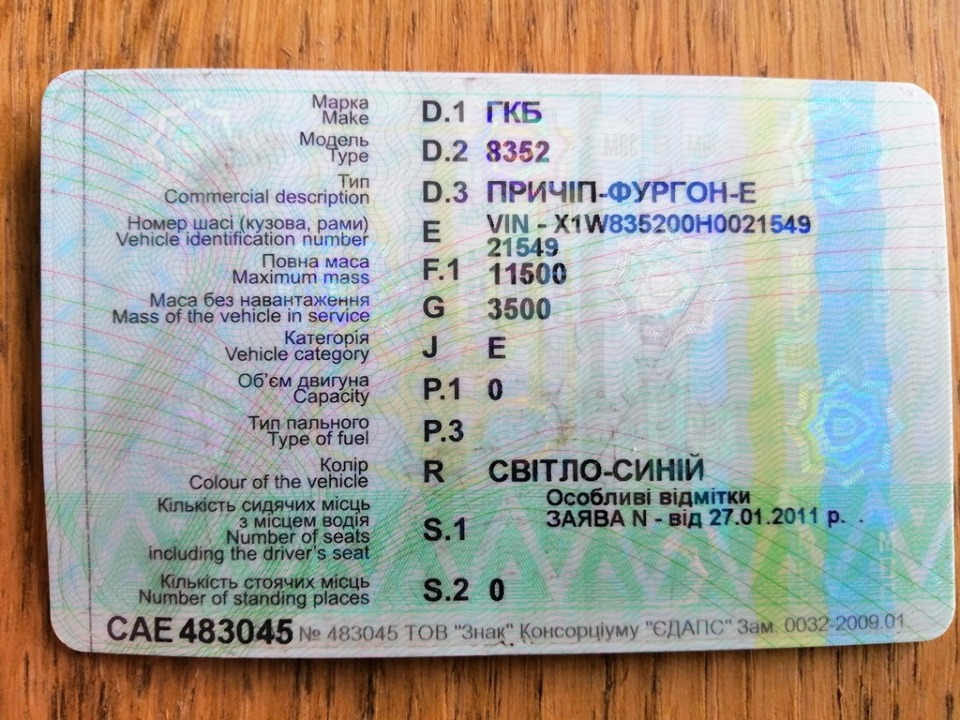 Марка
Make D.1 ГКБ
Модель
Type D.2 8352
Тип
Commercial description D.3 ПРИЧІП-ФУРГОН-Е
Номер шасі (кузова, рами)
Vehicle identification number E VIN - X1W835200H0021549
21549
Повна маса
Maximum mass F.1 11500
Маса без навантаження
Mass of the vehicle in service G 3500
Категорія
Vehicle category J E
Об'єм двигуна
Capacity P.1 0
Тип пального
Type of fuel P.3
Колір
Colour of the vehicle R СВІТЛО-СИНІЙ
Особливі відмітки
ЗАЯВА N - від 27.01.2011 р. .
Кількість сидячих місць
з місцем водія
Number of seats
including the driver's seat S.1
Кількість стоячих місць
Number of standing places S.2 0
САЕ 483045 № 483045 ТОВ "Знак" Консорціуму "ЄДАПС" Зам. 0032-2009.01